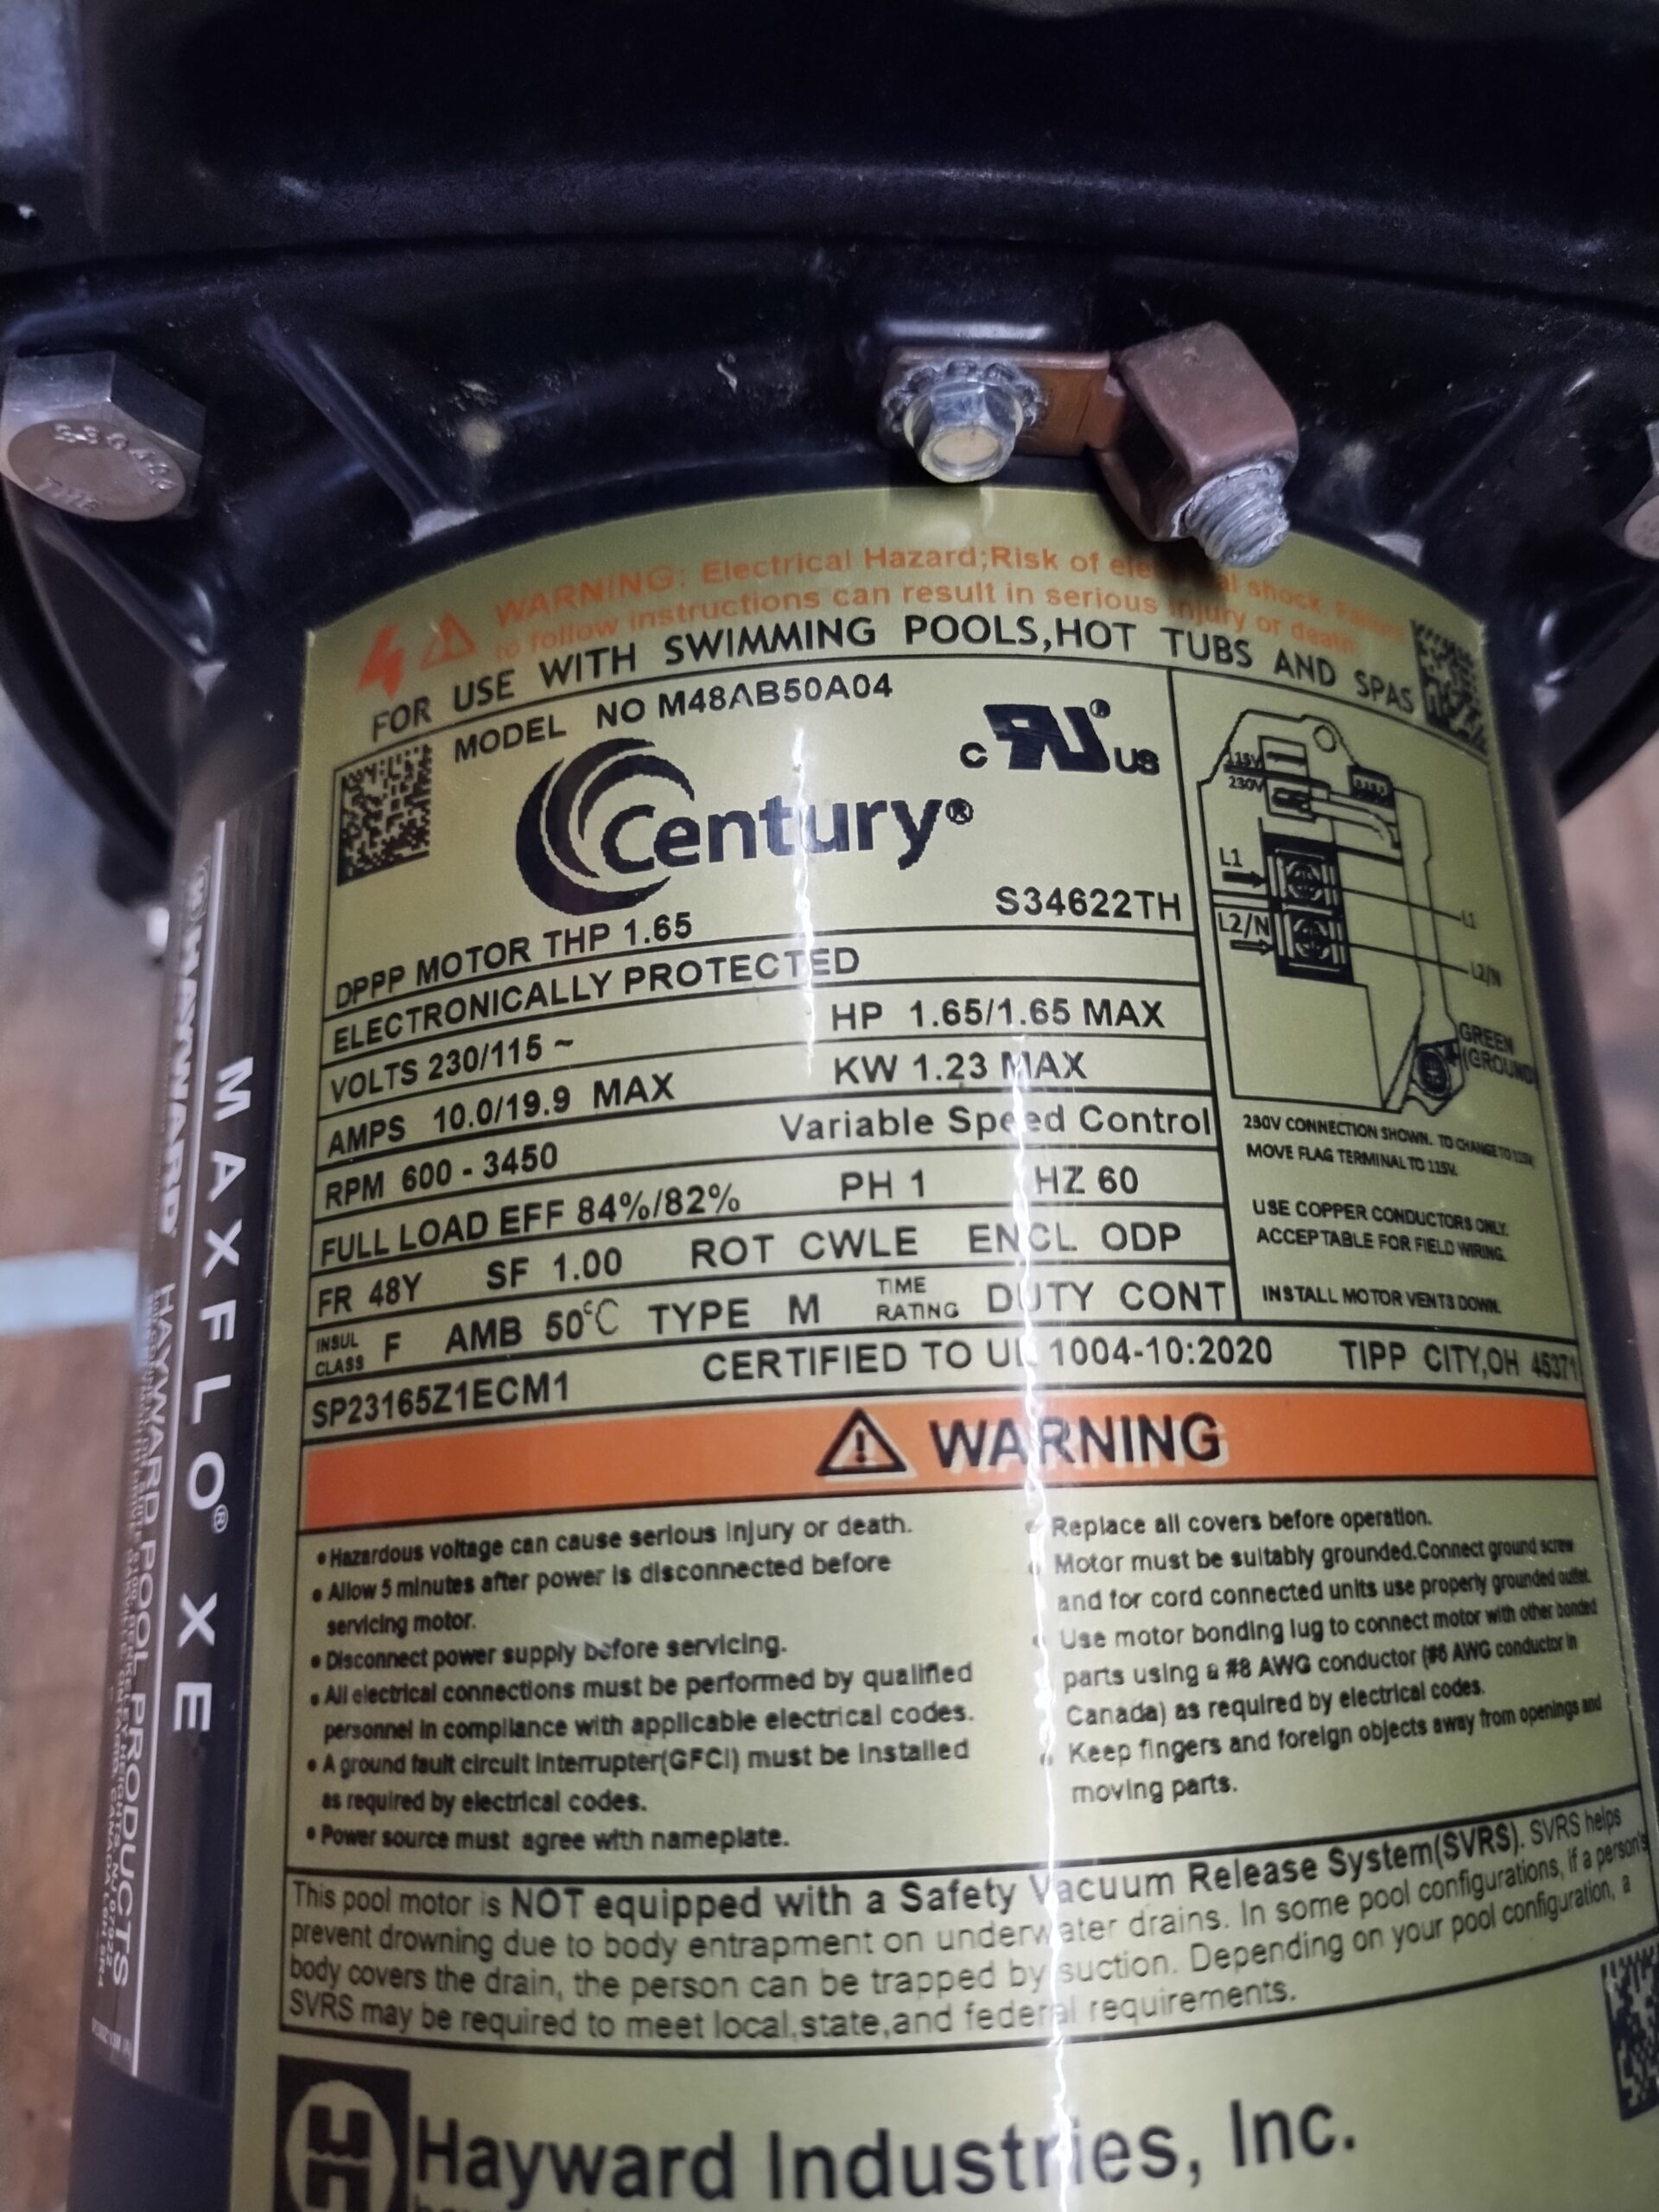 WARNING: Electrical Hazard;Risk of
to follow instructions can result in serious injury or death.
FOR USE WITH SWIMMING POOLS,HOT TUBS AND SPAS
MODEL NO M48AB50A04
Century®
c US
S34622TH
DPPP MOTOR THP 1.65
ELECTRONICALLY PROTECTED
VOLTS 230/115 ~ HP 1.65/1.65 MAX
AMPS 10.0/19.9 MAX KW 1.23 MAX
RPM 600 - 3450 Variable Speed Control
FULL LOAD EFF 84%/82% PH 1 HZ 60
FR 48Y SF 1.00 ROT CWLE ENCL ODP
INSUL CLASS F AMB 50°C TYPE M TIME RATING DUTY CONT
SP23165Z1ECM1 CERTIFIED TO UL 1004-10:2020 TIPP CITY,OH 45371
115V
230V
L1
L2/N
L1
L2/N
GREEN
(GROUND)
230V CONNECTION SHOWN. TO CHANGE TO 115V
MOVE FLAG TERMINAL TO 115V.
USE COPPER CONDUCTORS ONLY.
ACCEPTABLE FOR FIELD WIRING.
INSTALL MOTOR VENTS DOWN.
WARNING
• Hazardous voltage can cause serious injury or death.
• Allow 5 minutes after power is disconnected before
servicing motor.
• Disconnect power supply before servicing.
• All electrical connections must be performed by qualified
personnel in compliance with applicable electrical codes.
• A ground fault circuit interrupter(GFCI) must be installed
as required by electrical codes.
• Power source must agree with nameplate.
• Replace all covers before operation.
• Motor must be suitably grounded.Connect ground screw
and for cord connected units use properly grounded outlet.
• Use motor bonding lug to connect motor with other bonded
parts using a #8 AWG conductor (#6 AWG conductor in
Canada) as required by electrical codes.
• Keep fingers and foreign objects away from openings and
moving parts.
This pool motor is NOT equipped with a Safety Vacuum Release System(SVRS). SVRS helps
prevent drowning due to body entrapment on underwater drains. In some pool configurations, if a person's
body covers the drain, the person can be trapped by suction. Depending on your pool configuration, a
SVRS may be required to meet local,state,and federal requirements.
Hayward Industries, Inc.
HAYWARD®
MAXFLO® XE
HAYWARD POOL PRODUCTS
THE